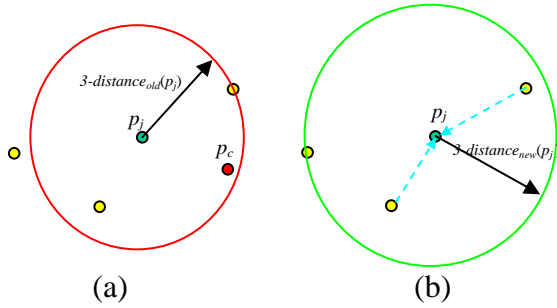 3-distance_old(p_j)
p_j
p_c
(a)
p_j
3-distance_new(p_j
(b)